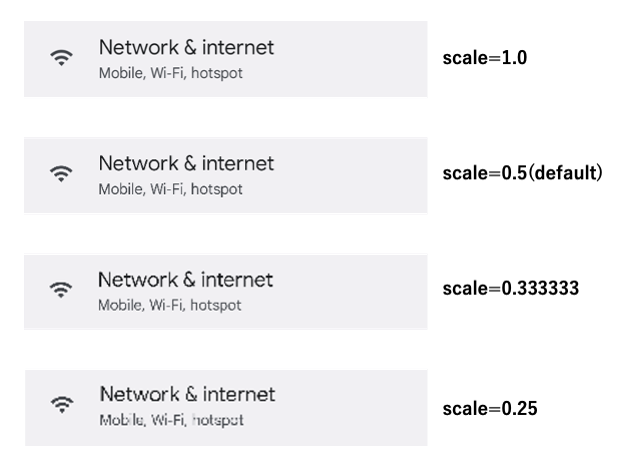 Network & internet
Mobile, Wi-Fi, hotspot
scale=1.0
Network & internet
Mobile, Wi-Fi, hotspot
scale=0.5(default)
Network & internet
Mobile, Wi-Fi, hotspot
scale=0.333333
Network & internet
Mobile, Wi-Fi, hotspot
scale=0.25